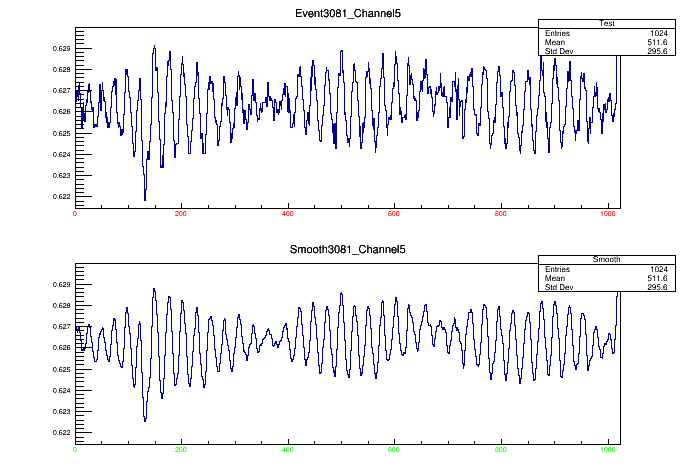 Event3081_Channel5
Test
Entries 1024
Mean 511.6
Std Dev 295.6
0.629
0.628
0.627
0.626
0.625
0.624
0.623
0.622
0 200 400 600 800 1000
Smooth3081_Channel5
Smooth
Entries 1024
Mean 511.6
Std Dev 295.6
0.629
0.628
0.627
0.626
0.625
0.624
0.623
0.622
0 200 400 600 800 1000